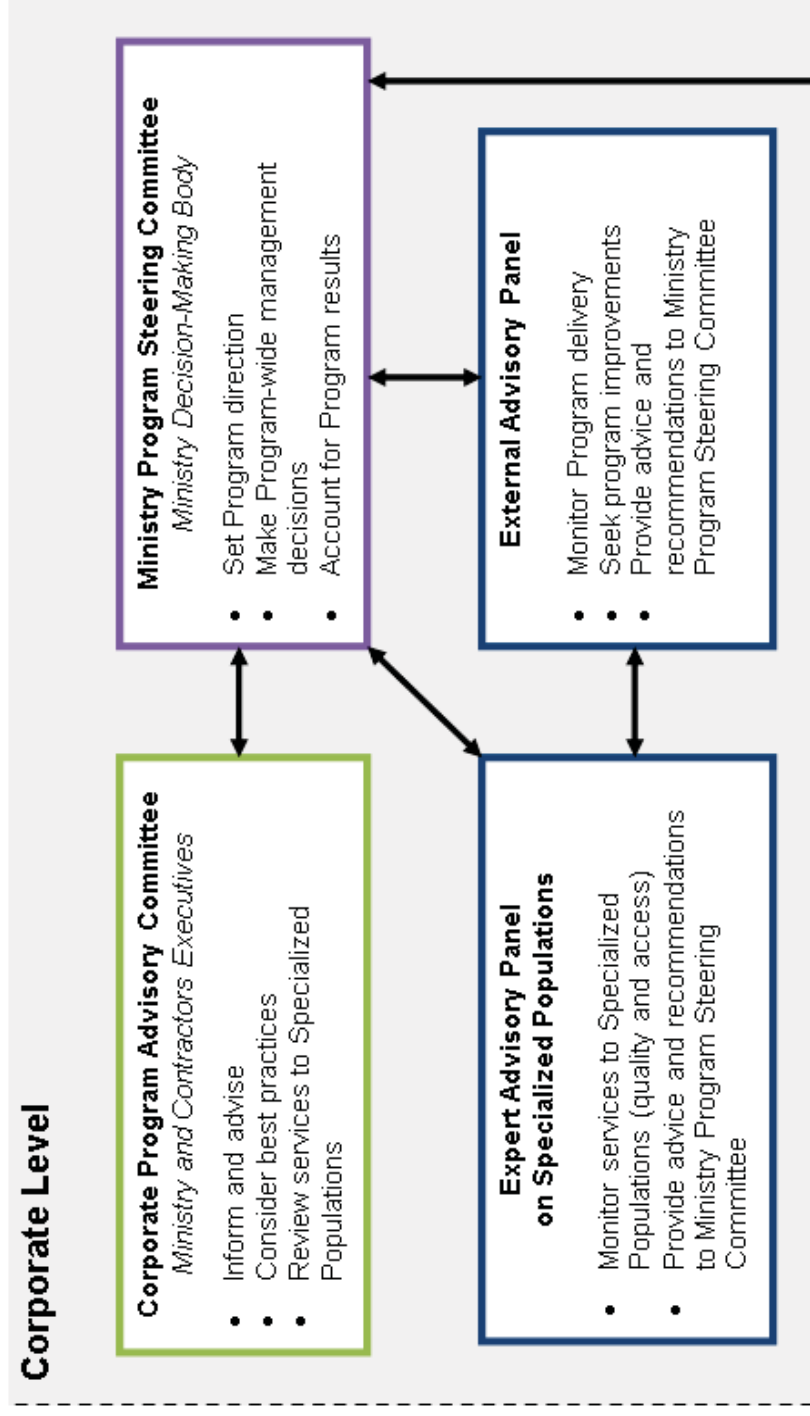 Corporate Level
Corporate Program Advisory Committee
Ministry and Contractors Executives
• Inform and advise
• Consider best practices
• Review services to Specialized
Populations
Ministry Program Steering Committee
Ministry Decision-Making Body
• Set Program direction
• Make Program-wide management
decisions
• Account for Program results
Expert Advisory Panel
on Specialized Populations
• Monitor services to Specialized
Populations (quality and access)
• Provide advice and recommendations
to Ministry Program Steering
Committee
External Advisory Panel
• Monitor Program delivery
• Seek program improvements
• Provide advice and
recommendations to Ministry
Program Steering Committee